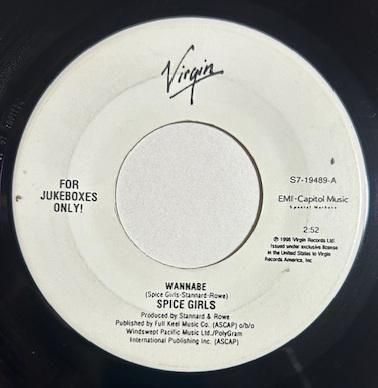 Virgin
FOR
JUKEBOXES
ONLY!
S7-19489-A
EMI-Capitol Music
Special Markets
2:52
℗ 1996 Virgin Records Ltd.
Issued under exclusive license
in the United States to Virgin
Records America, Inc
WANNABE
(Spice Girls-Stannard-Rowe)
SPICE GIRLS
Produced by Stannard & Rowe
Published by Full Keel Music Co. (ASCAP) o/b/o
Windswept Pacific Music Ltd./PolyGram
International Publishing Inc. (ASCAP)